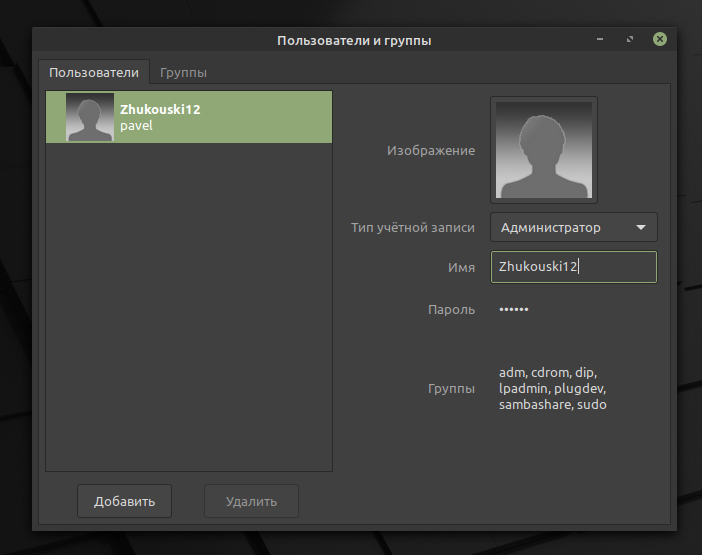 Пользователи и группы
Пользователи Группы
Zhukouski12
pavel
Изображение
Тип учётной записи Администратор
Имя Zhukouski12
Пароль ••••••
Группы adm, cdrom, dip,
lpadmin, plugdev,
sambashare, sudo
Добавить Удалить